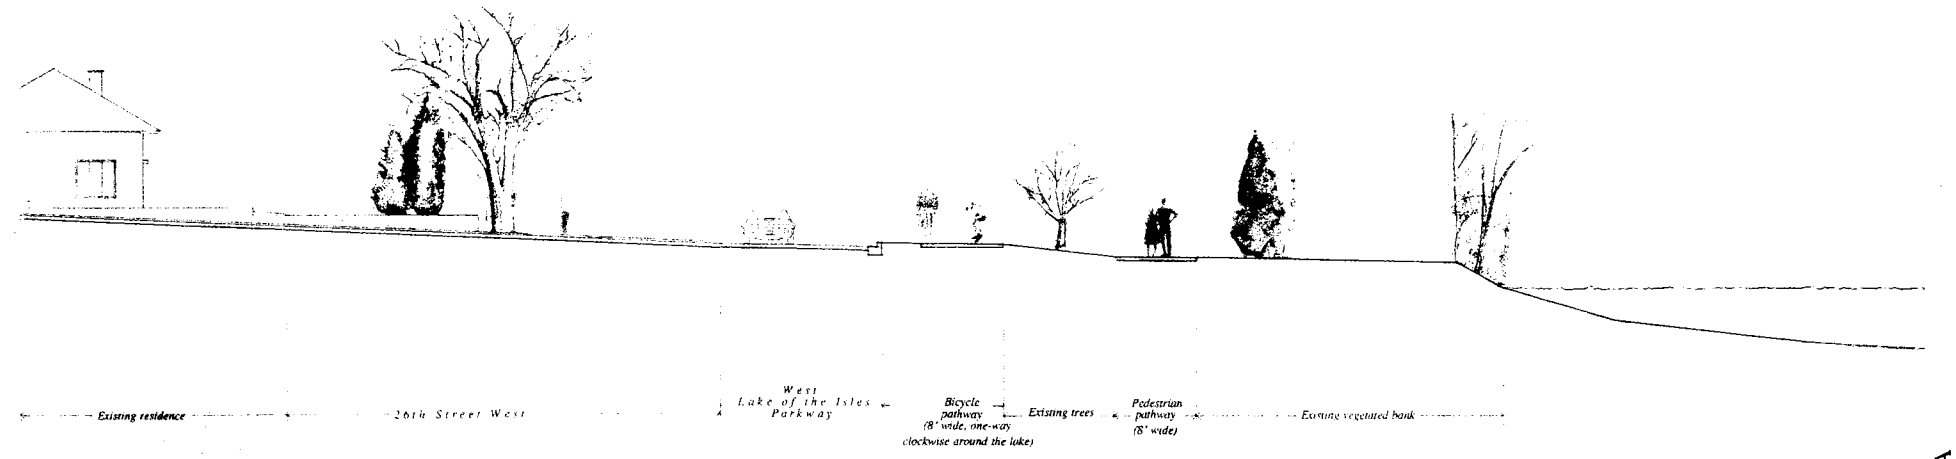 Existing residence
26th Street West
West
Lake of the Isles
Parkway
Bicycle
pathway
(8' wide, one-way
clockwise around the lake)
Existing trees
Pedestrian
pathway
(8' wide)
Existing vegetated bank